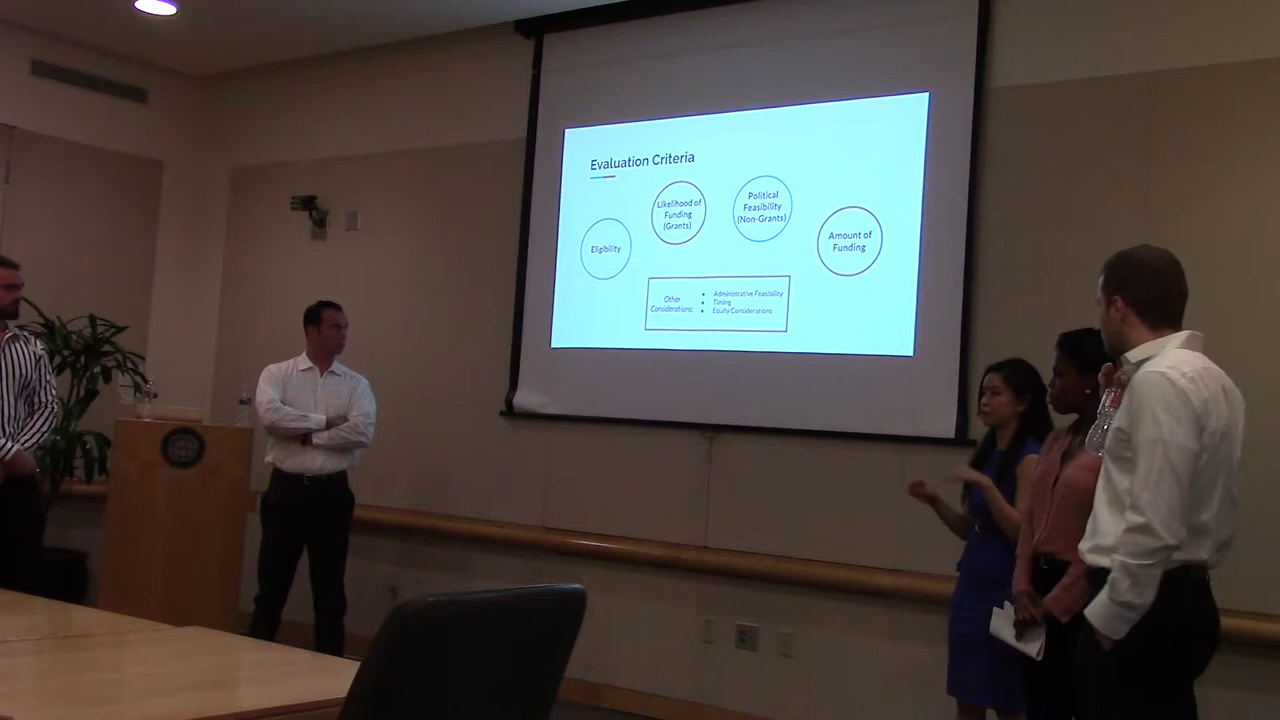 Evaluation Criteria
Eligibility
Likelihood of
Funding
(Grants)
Political
Feasibility
(Non-Grants)
Amount of
Funding
Other
Considerations:
• Administrative Feasibility
• Timing
• Equity Considerations